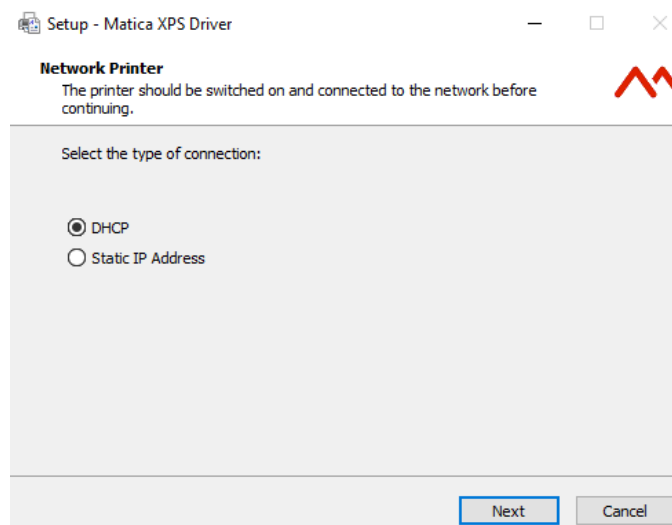 Setup - Matica XPS Driver
Network Printer
The printer should be switched on and connected to the network before
continuing.
Select the type of connection:
DHCP
Static IP Address
Next
Cancel